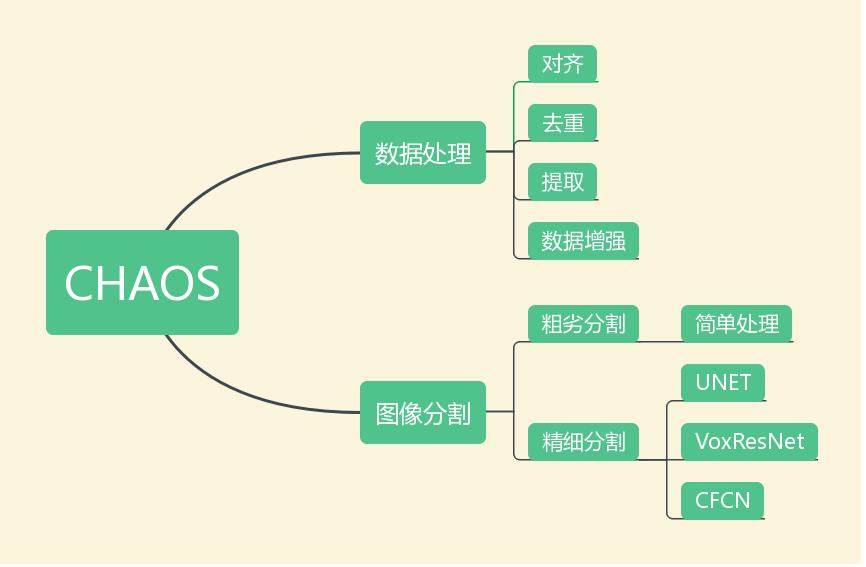 CHAOS
数据处理
对齐
去重
提取
数据增强
图像分割
粗劣分割
简单处理
精细分割
UNET
VoxResNet
CFCN